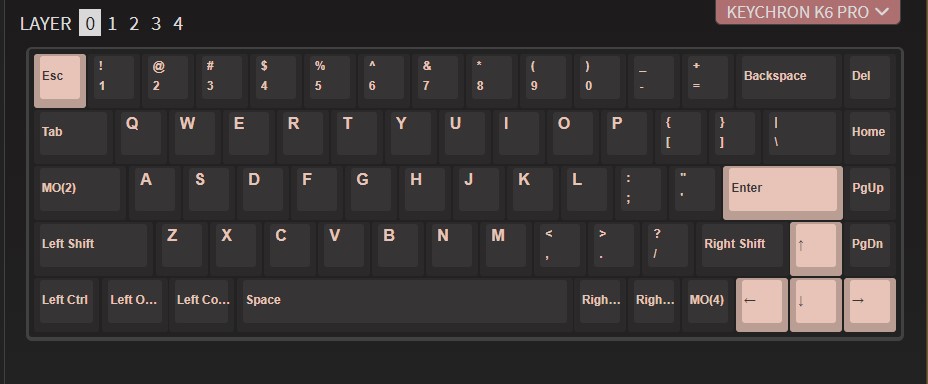 LAYER 0 1 2 3 4 KEYCHRON K6 PRO
Esc ! 1 @ 2 # 3 $ 4 % 5 ^ 6 & 7 * 8 ( 9 ) 0 _ - + = Backspace Del
Tab Q W E R T Y U I O P { [ } ] | \ Home
MO(2) A S D F G H J K L : ; " ' Enter PgUp
Left Shift Z X C V B N M < , > . ? / Right Shift ↑ PgDn
Left Ctrl Left O... Left Co... Space Righ... Righ... MO(4) ← ↓ →